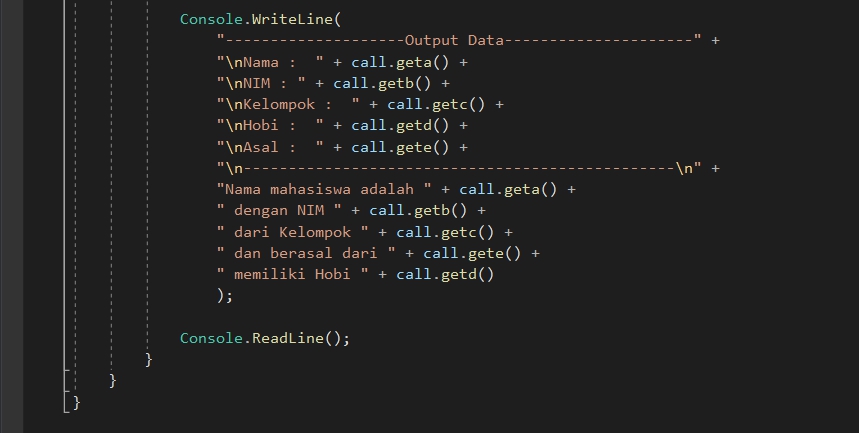 Console.WriteLine(
"--------------------Output Data---------------------" +
"\nNama :  " + call.geta() +
"\nNIM : " + call.getb() +
"\nKelompok :  " + call.getc() +
"\nHobi :  " + call.getd() +
"\nAsal :  " + call.gete() +
"\n------------------------------------------------\n" +
"Nama mahasiswa adalah " + call.geta() +
" dengan NIM " + call.getb() +
" dari Kelompok " + call.getc() +
" dan berasal dari " + call.gete() +
" memiliki Hobi " + call.getd()
);
Console.ReadLine();
}
}
}